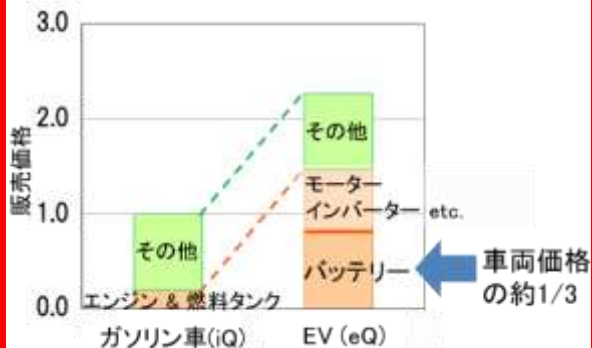 3.0
2.0
1.0
0.0
販売価格
その他
エンジン & 燃料タンク
ガソリン車(iQ)
その他
モーター
インバーター etc.
バッテリー
EV (eQ)
車両価格
の約1/3